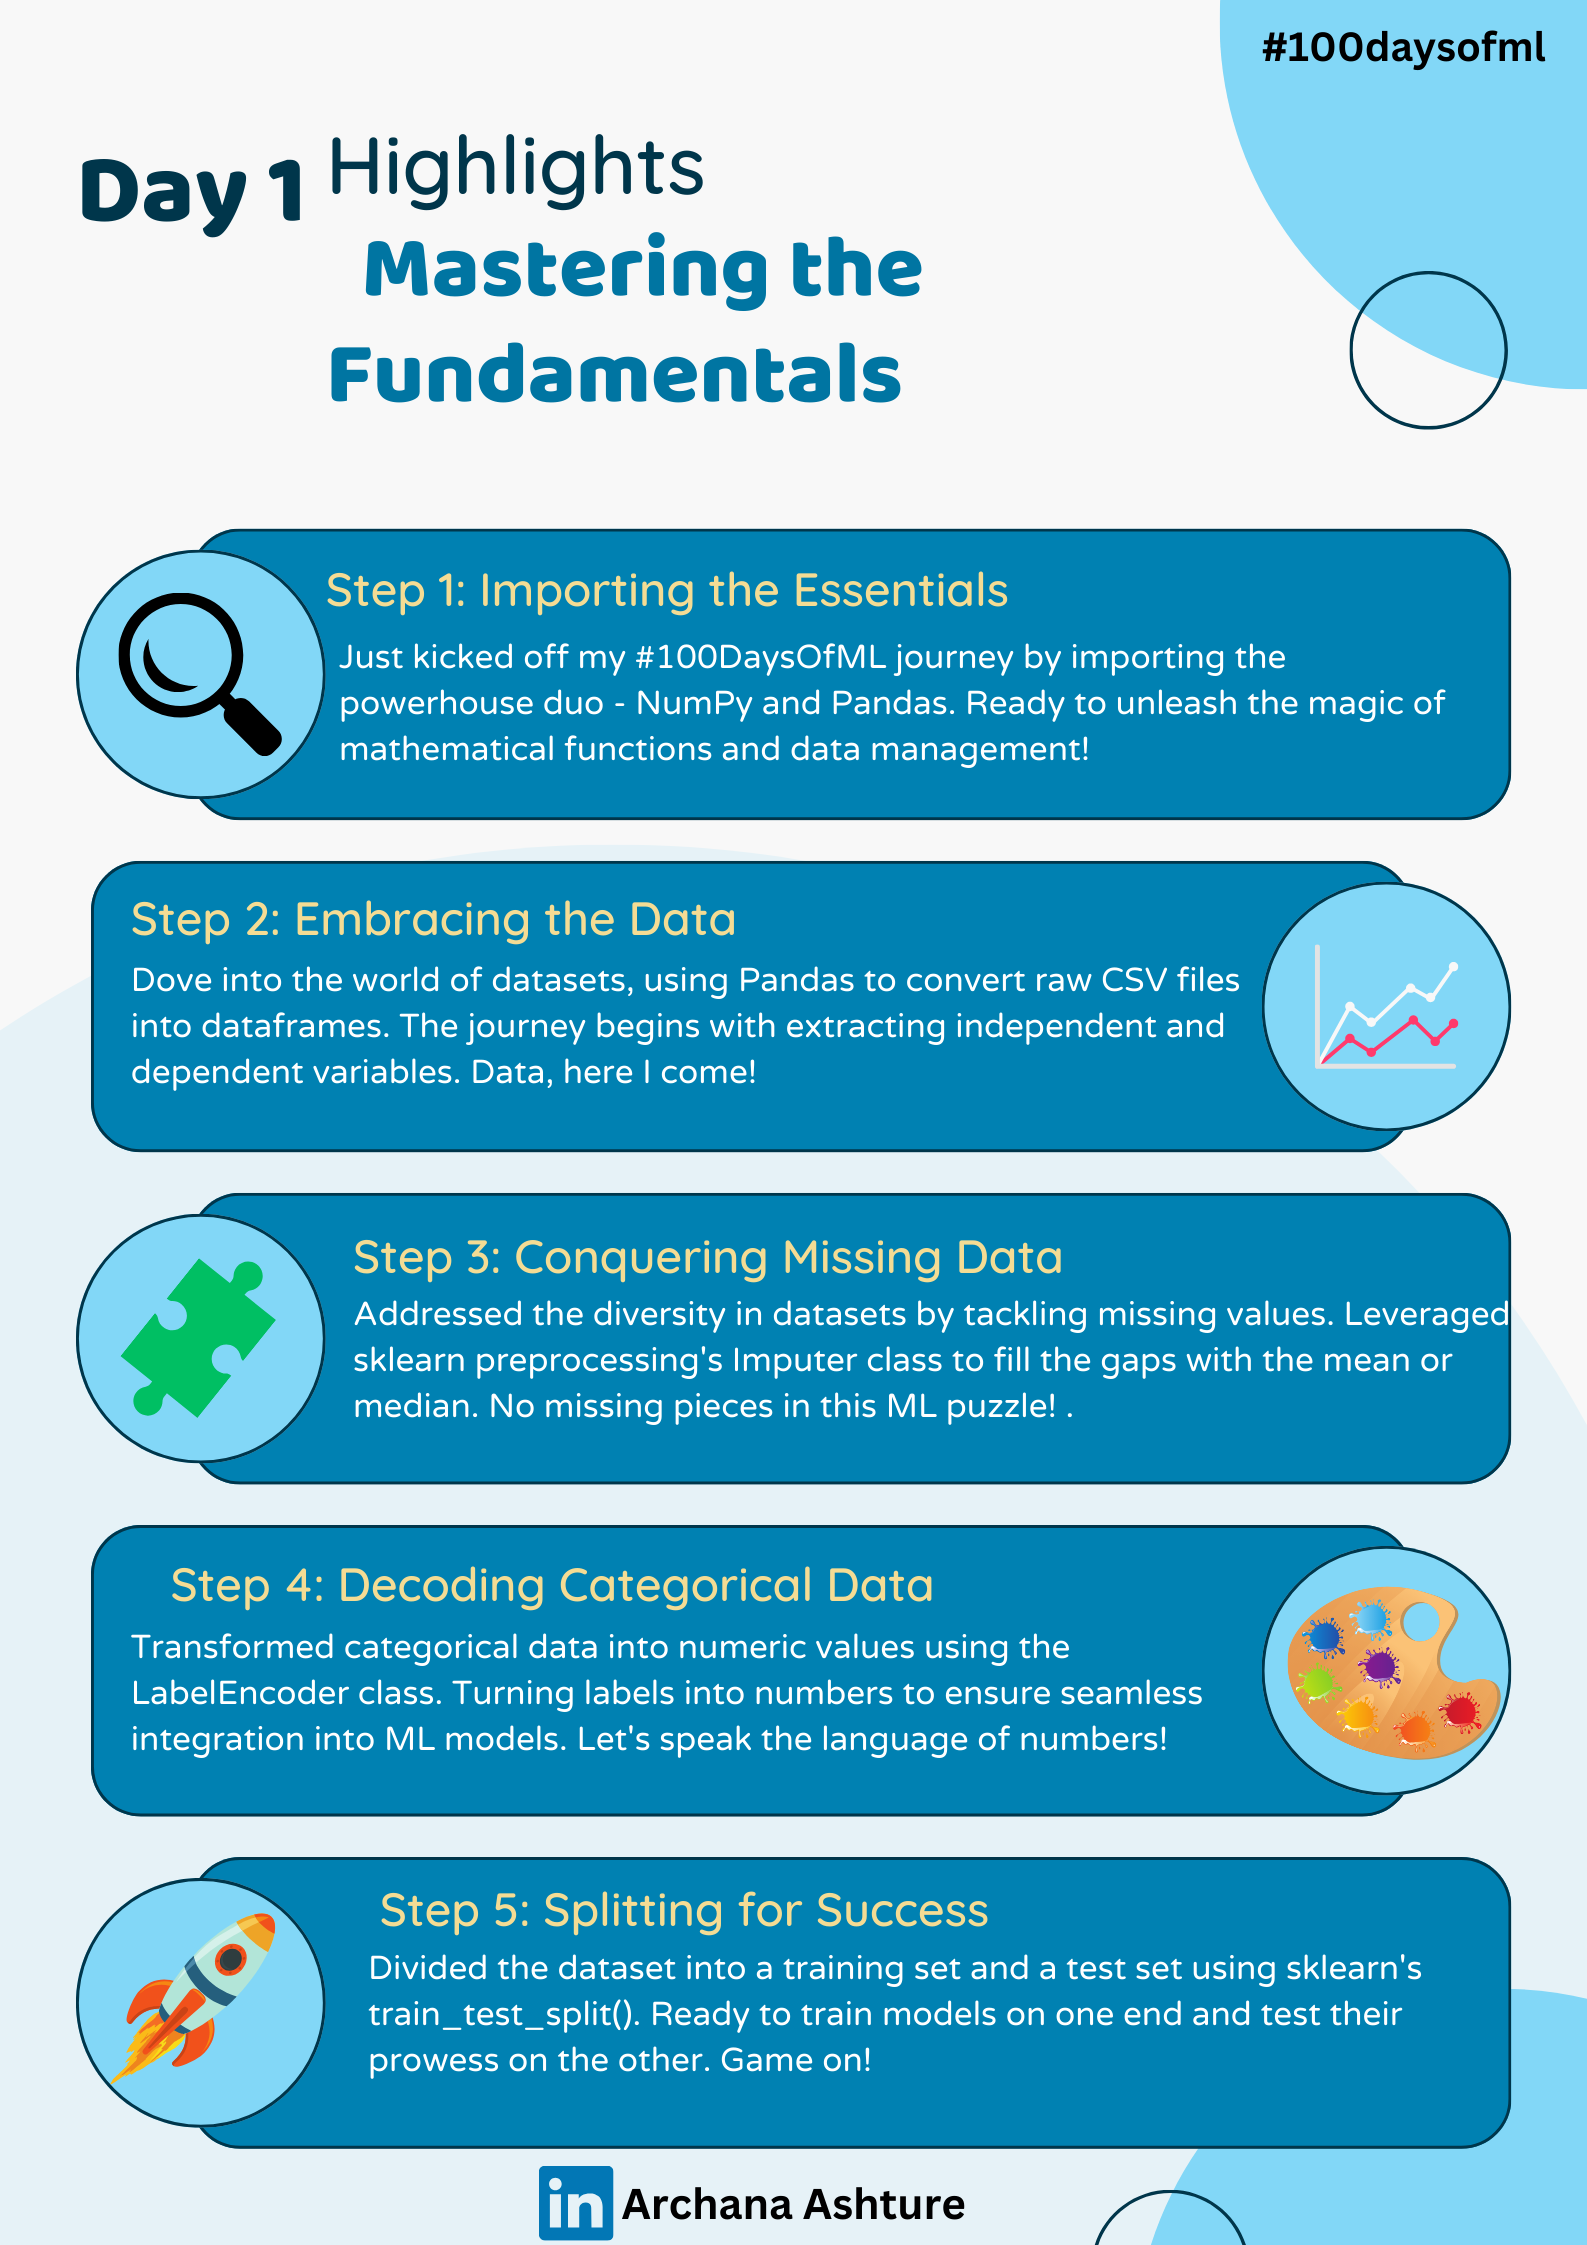 #100daysofml
Day 1 Highlights
Mastering the
Fundamentals
Step 1: Importing the Essentials
Just kicked off my #100DaysOfML journey by importing the
powerhouse duo - NumPy and Pandas. Ready to unleash the magic of
mathematical functions and data management!
Step 2: Embracing the Data
Dove into the world of datasets, using Pandas to convert raw CSV files
into dataframes. The journey begins with extracting independent and
dependent variables. Data, here I come!
Step 3: Conquering Missing Data
Addressed the diversity in datasets by tackling missing values. Leveraged
sklearn preprocessing's Imputer class to fill the gaps with the mean or
median. No missing pieces in this ML puzzle! .
Step 4: Decoding Categorical Data
Transformed categorical data into numeric values using the
LabelEncoder class. Turning labels into numbers to ensure seamless
integration into ML models. Let's speak the language of numbers!
Step 5: Splitting for Success
Divided the dataset into a training set and a test set using sklearn's
train_test_split(). Ready to train models on one end and test their
prowess on the other. Game on!
in Archana Ashture